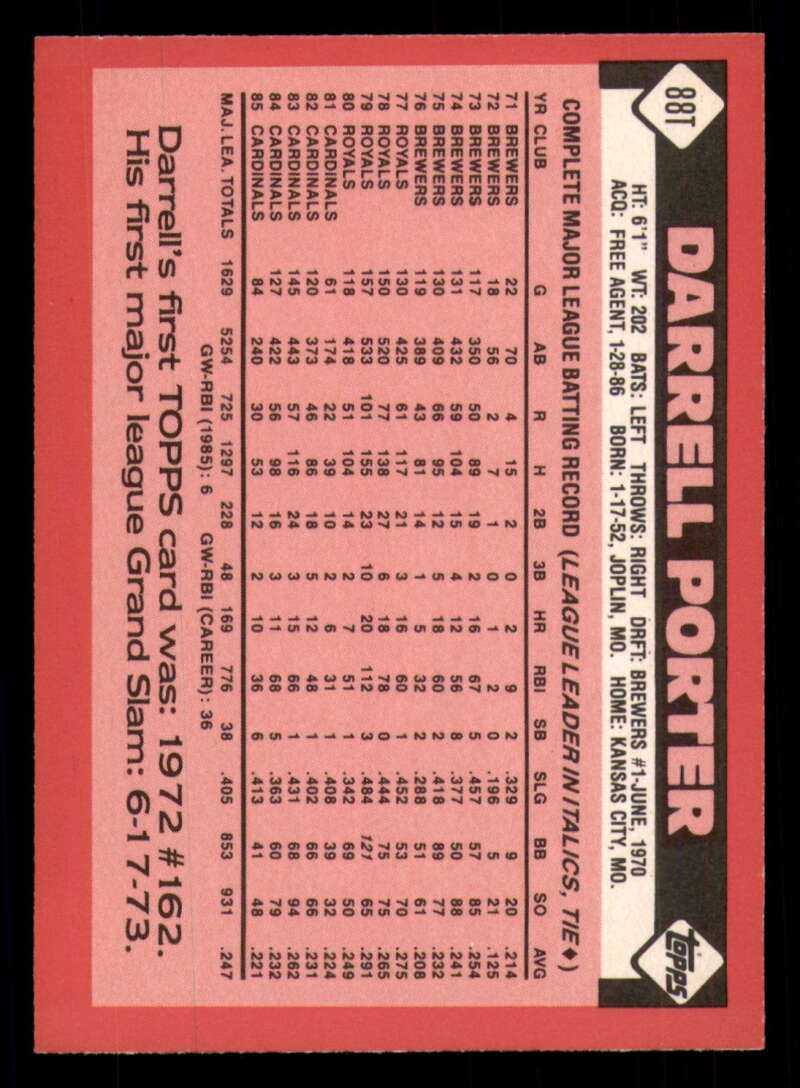 88T
DARRELL PORTER
topps
HT: 6'1" WT: 202 BATS: LEFT THROWS: RIGHT DRFT: BREWERS #1-JUNE, 1970
ACQ: FREE AGENT, 1-28-86 BORN: 1-17-52, JOPLIN, MO. HOME: KANSAS CITY, MO.
COMPLETE MAJOR LEAGUE BATTING RECORD (LEAGUE LEADER IN ITALICS, TIE ♦)
YR CLUB G AB R H 2B 3B HR RBI SB SLG BB SO AVG
71 BREWERS 22 70 4 15 2 0 2 9 2 .329 9 20 .214
72 BREWERS 18 56 2 7 1 0 1 2 0 .196 5 21 .125
73 BREWERS 117 350 50 89 19 2 16 67 5 .457 57 85 .254
74 BREWERS 131 432 59 104 15 4 12 56 8 .377 50 88 .241
75 BREWERS 130 409 66 95 12 5 18 60 2 .418 89 77 .232
76 BREWERS 119 389 43 81 14 1 5 32 2 .288 51 61 .208
77 ROYALS 130 425 61 117 21 3 16 60 1 .452 53 70 .275
78 ROYALS 150 520 77 138 27 6 18 78 0 .444 75 75 .265
79 ROYALS 157 533 101 155 23 10 20 112 3 .484 121 65 .291
80 ROYALS 118 418 51 104 14 2 7 51 1 .342 69 50 .249
81 CARDINALS 61 174 22 39 10 2 6 31 1 .408 39 32 .224
82 CARDINALS 120 373 46 86 18 5 12 48 1 .402 66 66 .231
83 CARDINALS 145 443 57 116 24 3 15 66 1 .431 68 94 .262
84 CARDINALS 127 422 56 98 16 3 11 68 5 .363 60 79 .232
85 CARDINALS 84 240 30 53 12 2 10 36 6 .413 41 48 .221
MAJ. LEA. TOTALS 1629 5254 725 1297 228 48 169 776 38 .405 853 931 .247
GW-RBI (1985): 6 GW-RBI (CAREER): 36
Darrell's first TOPPS card was: 1972 #162.
His first major league Grand Slam: 6-17-73.